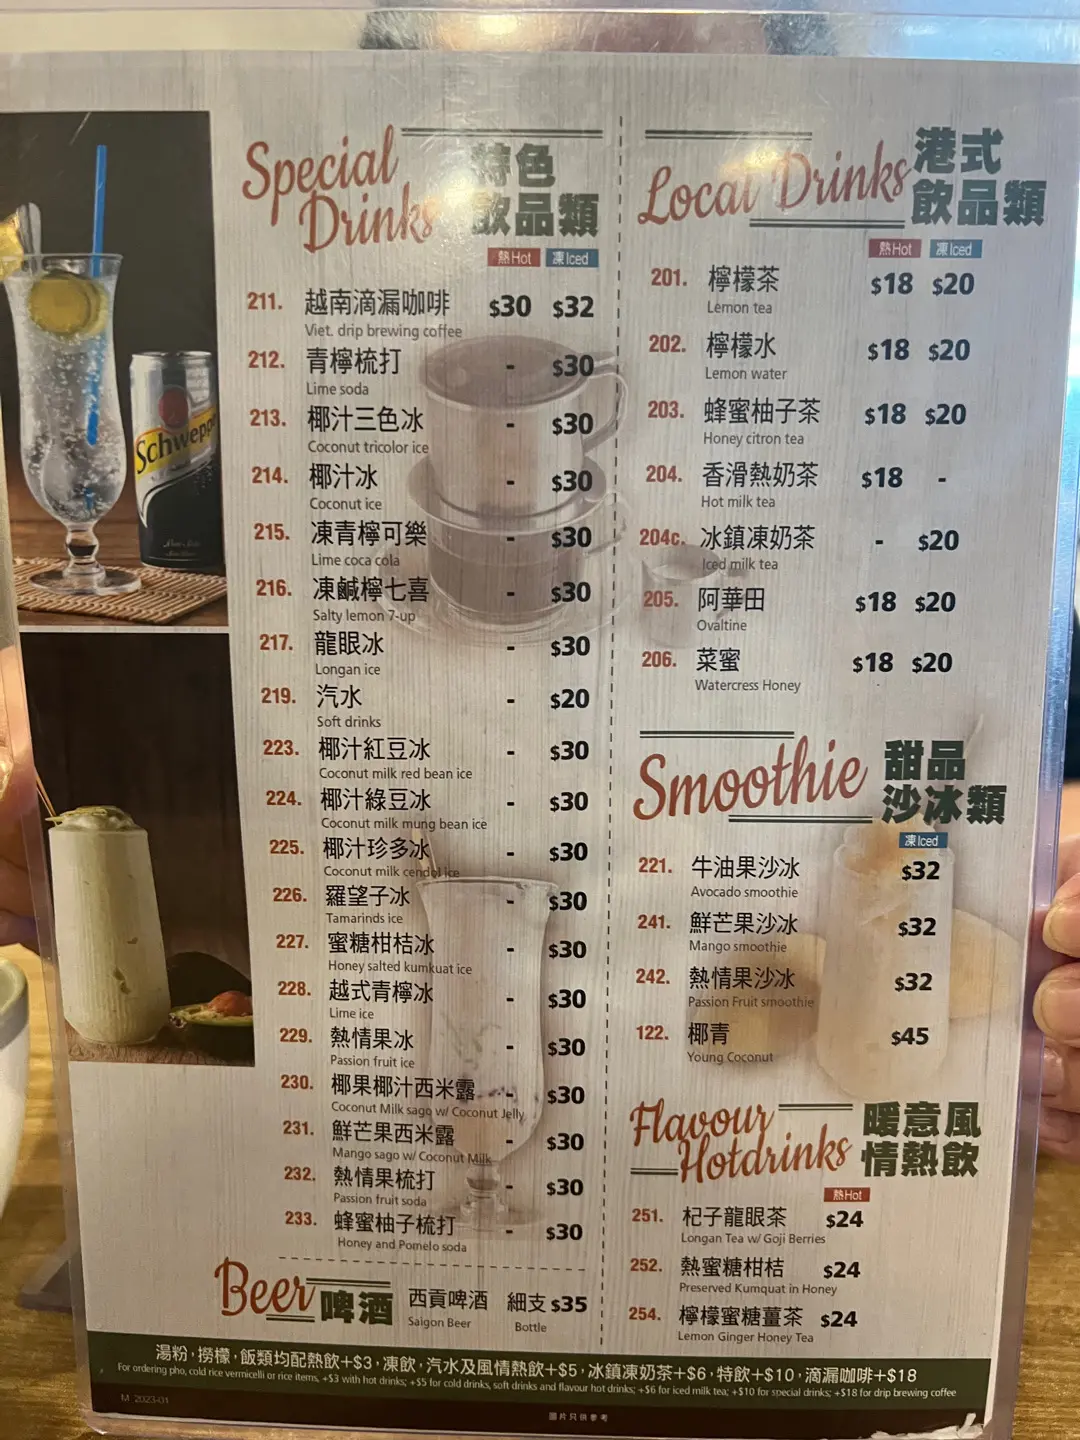 Special Drinks 特色飲品類
熱Hot 凍Iced
211. 越南滴漏咖啡 $30 $32
Viet. drip brewing coffee
212. 青檸梳打 - $30
Lime soda
213. 椰汁三色冰 - $30
Coconut tricolor ice
214. 椰汁冰 - $30
Coconut ice
215. 凍青檸可樂 - $30
Lime coca cola
216. 凍鹹檸七喜 - $30
Salty lemon 7-up
217. 龍眼冰 - $30
Longan ice
219. 汽水 - $20
Soft drinks
223. 椰汁紅豆冰 - $30
Coconut milk red bean ice
224. 椰汁綠豆冰 - $30
Coconut milk mung bean ice
225. 椰汁珍多冰 - $30
Coconut milk cendol ice
226. 羅望子冰 - $30
Tamarinds ice
227. 蜜糖柑桔冰 - $30
Honey salted kumkuat ice
228. 越式青檸冰 - $30
Lime ice
229. 熱情果冰 - $30
Passion fruit ice
230. 椰果椰汁西米露 - $30
Coconut Milk sago w/ Coconut Jelly
231. 鮮芒果西米露 - $30
Mango sago w/ Coconut Milk
232. 熱情果梳打 - $30
Passion fruit soda
233. 蜂蜜柚子梳打 - $30
Honey and Pomelo soda
Beer 啤酒
西貢啤酒 細支 $35
Saigon Beer Bottle
Local Drinks 港式飲品類
熱Hot 凍Iced
201. 檸檬茶 $18 $20
Lemon tea
202. 檸檬水 $18 $20
Lemon water
203. 蜂蜜柚子茶 $18 $20
Honey citron tea
204. 香滑熱奶茶 $18 -
Hot milk tea
204c. 冰鎮凍奶茶 - $20
Iced milk tea
205. 阿華田 $18 $20
Ovaltine
206. 菜蜜 $18 $20
Watercress Honey
Smoothie 甜品沙冰類
凍Iced
221. 牛油果沙冰 $32
Avocado smoothie
241. 鮮芒果沙冰 $32
Mango smoothie
242. 熱情果沙冰 $32
Passion Fruit smoothie
122. 椰青 $45
Young Coconut
Flavour Hotdrinks 暖意風情熱飲
熱Hot
251. 杞子龍眼茶 $24
Longan Tea w/ Goji Berries
252. 熱蜜糖柑桔 $24
Preserved Kumquat in Honey
254. 檸檬蜜糖薑茶 $24
Lemon Ginger Honey Tea
湯粉，撈檬，飯類均配熱飲+$3，凍飲，汽水及風情熱飲+$5，冰鎮凍奶茶+$6，特飲+$10，滴漏咖啡+$18
For ordering pho, cold rice vermicelli or rice items, +$3 with hot drinks; +$5 for cold drinks, soft drinks and flavour hot drinks; +$6 for iced milk tea; +$10 for special drinks; +$18 for drip brewing coffee
M 2023-01
圖片只供參考
Schweppes